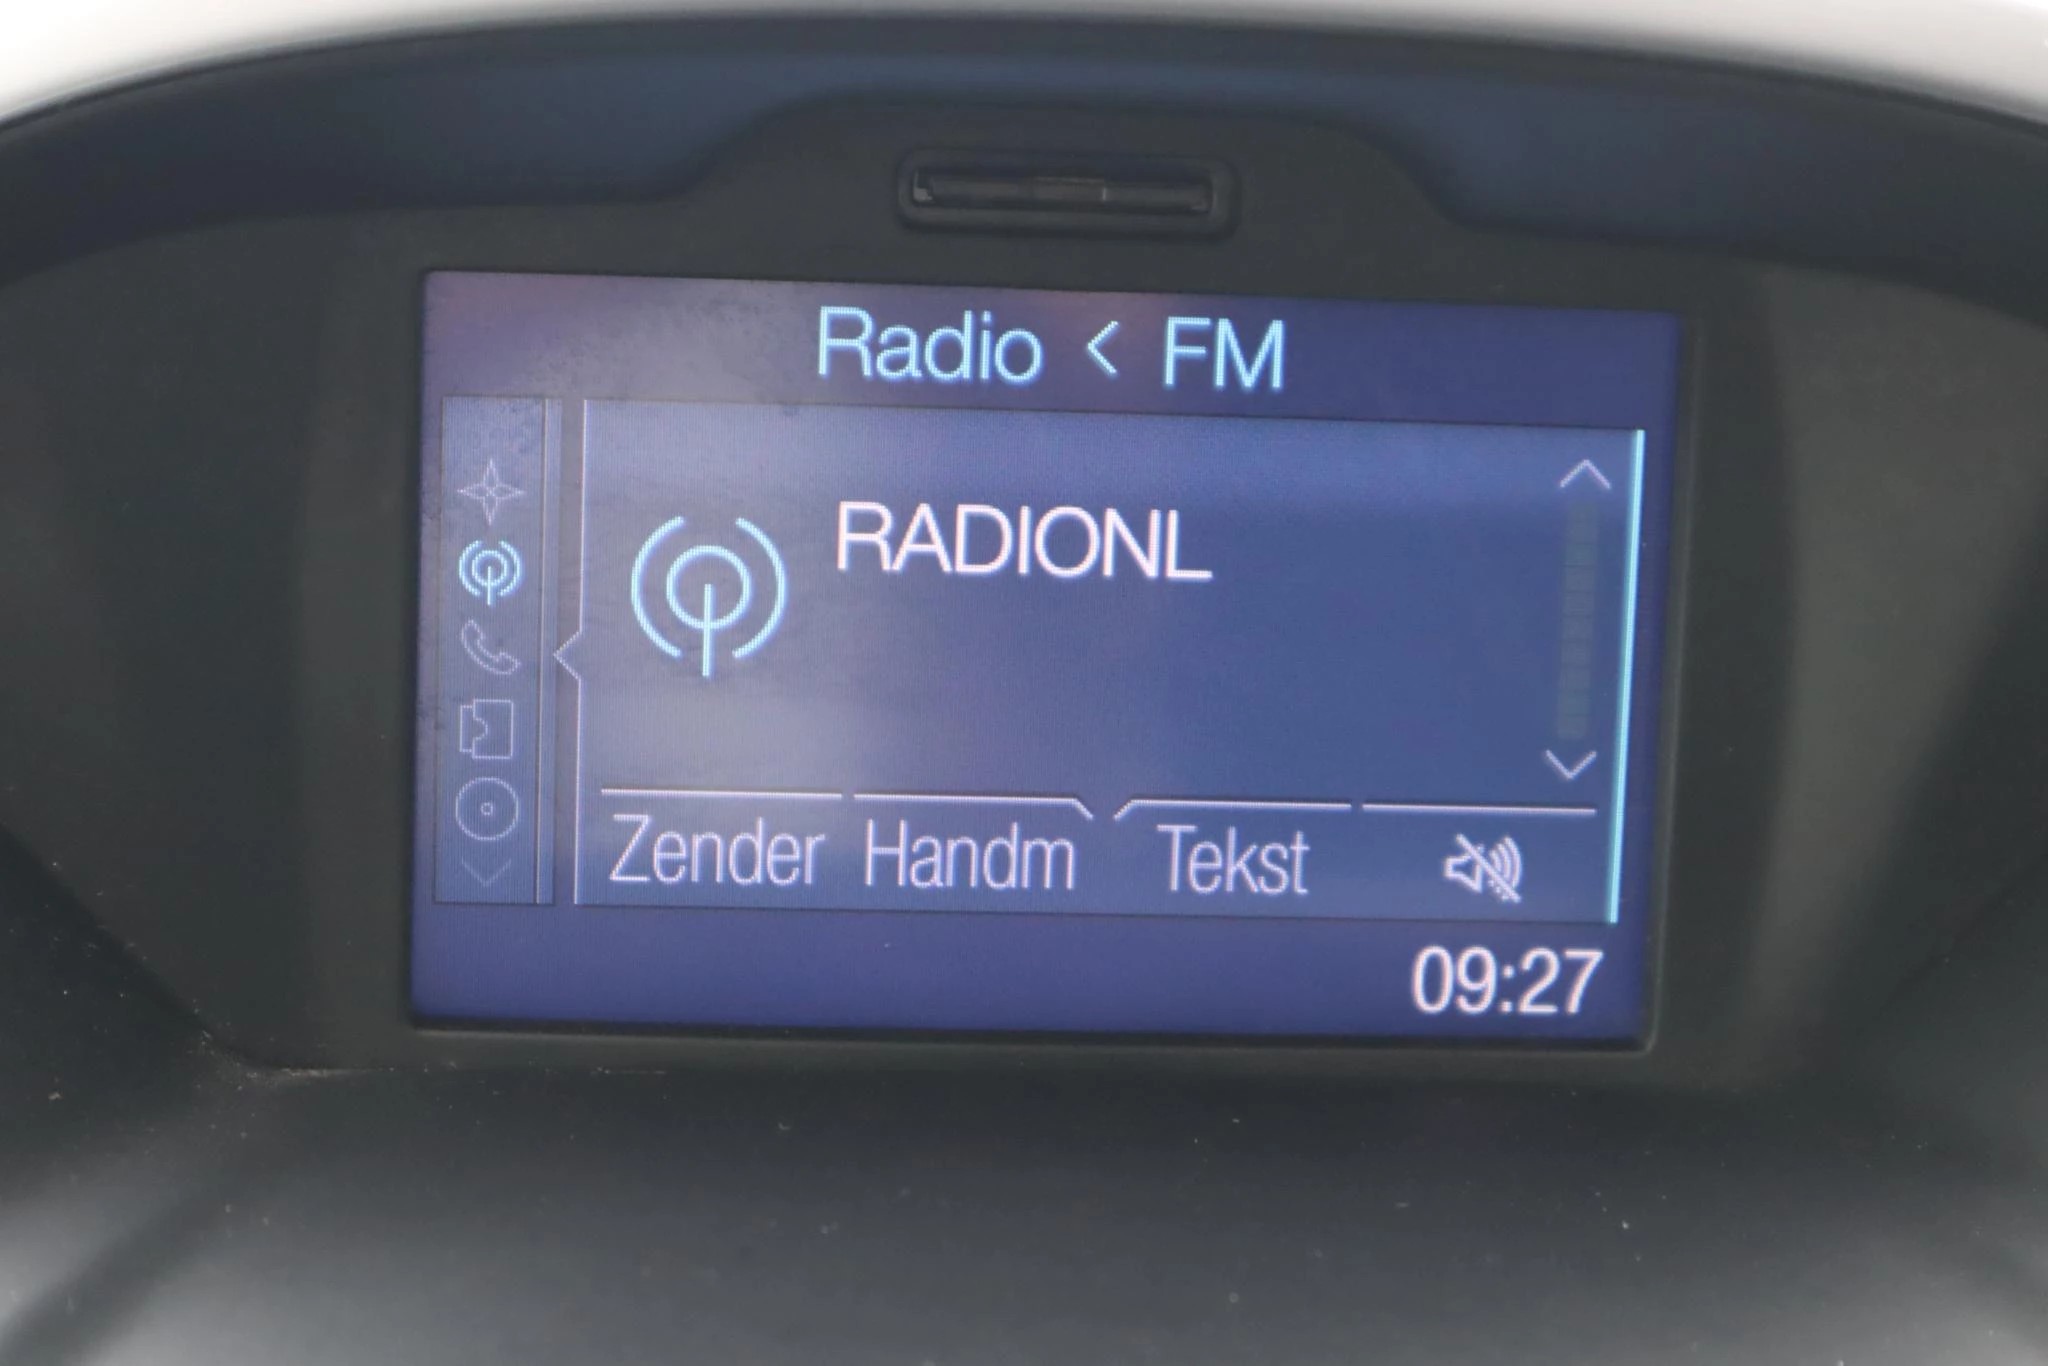 Radio < FM
RADIONL
Zender Handm Tekst
09:27